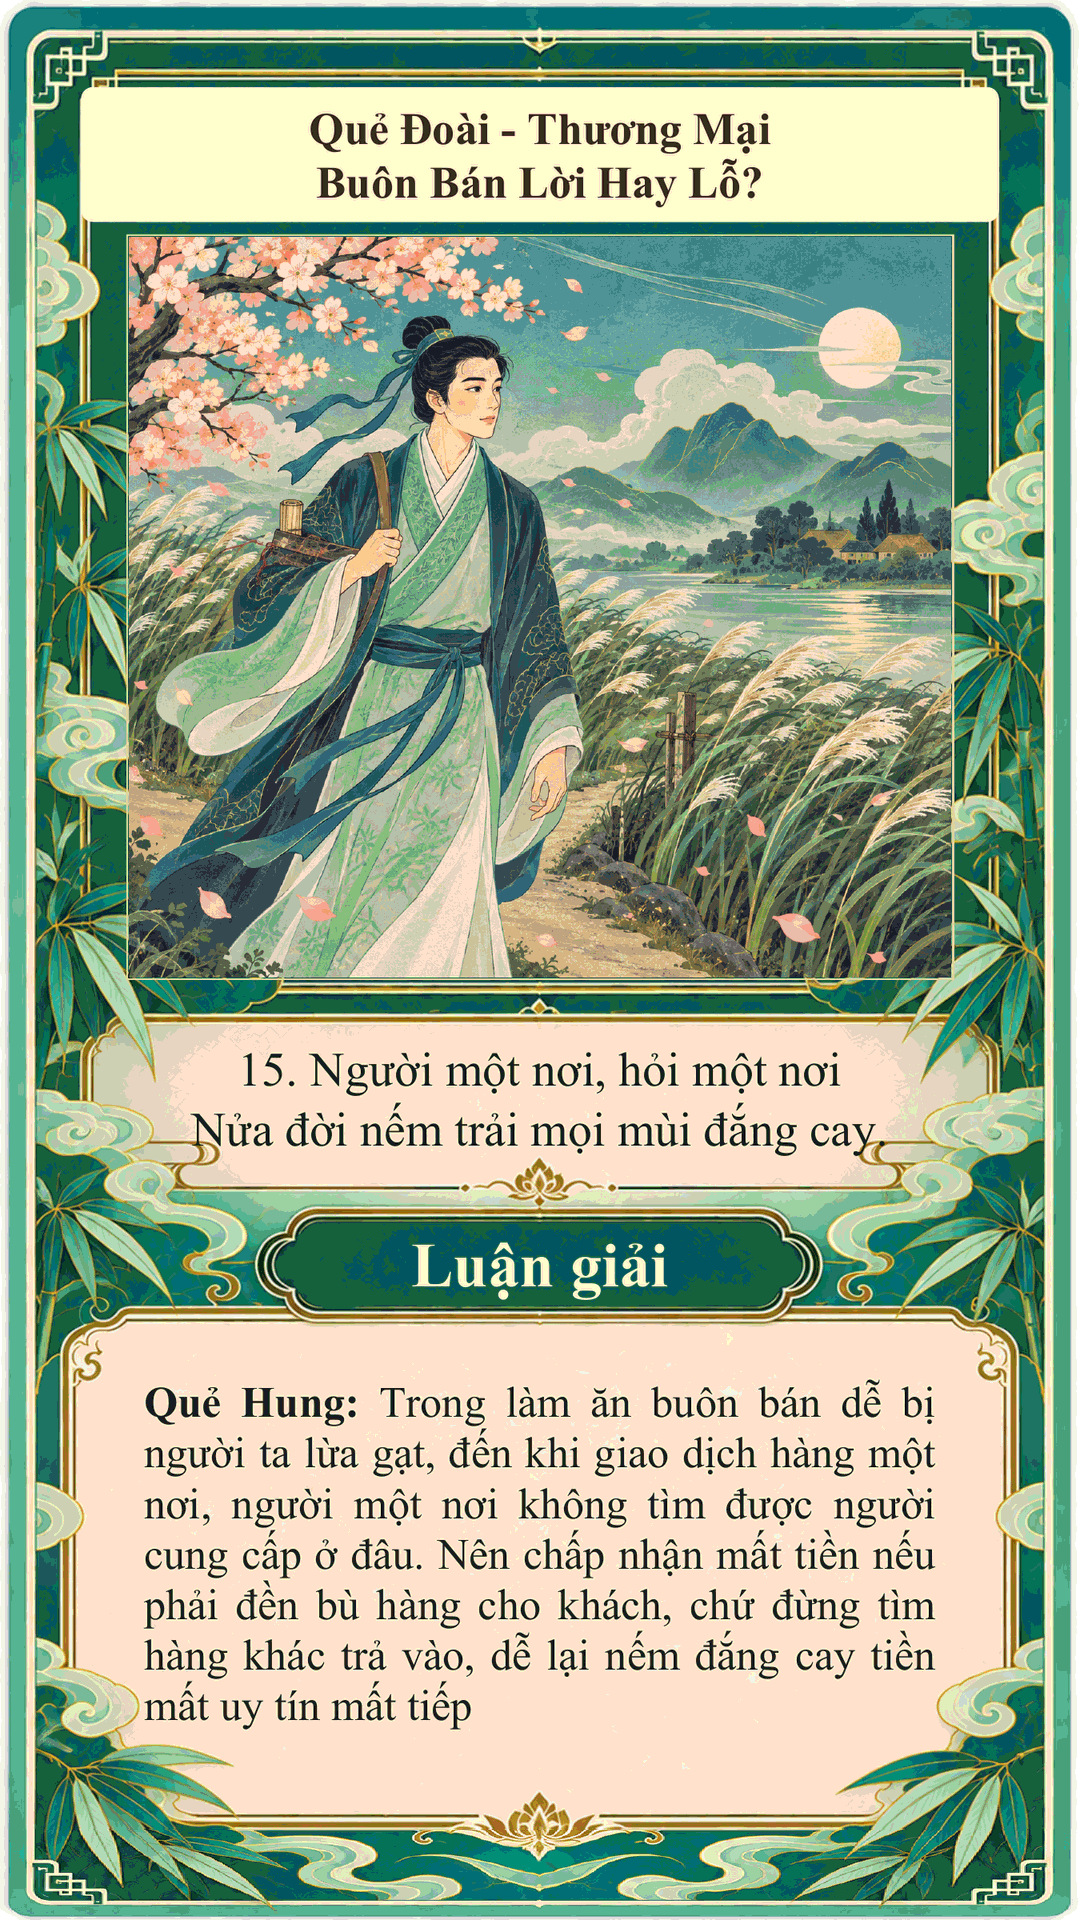 Quẻ Đoài - Thương Mại
Buôn Bán Lời Hay Lỗ?
15. Người một nơi, hỏi một nơi
Nửa đời nếm trải mọi mùi đắng cay.
Luận giải
Quẻ Hung: Trong làm ăn buôn bán dễ bị
người ta lừa gạt, đến khi giao dịch hàng một
nơi, người một nơi không tìm được người
cung cấp ở đâu. Nên chấp nhận mất tiền nếu
phải đền bù hàng cho khách, chứ đừng tìm
hàng khác trả vào, dễ lại nếm đắng cay tiền
mất uy tín mất tiếp